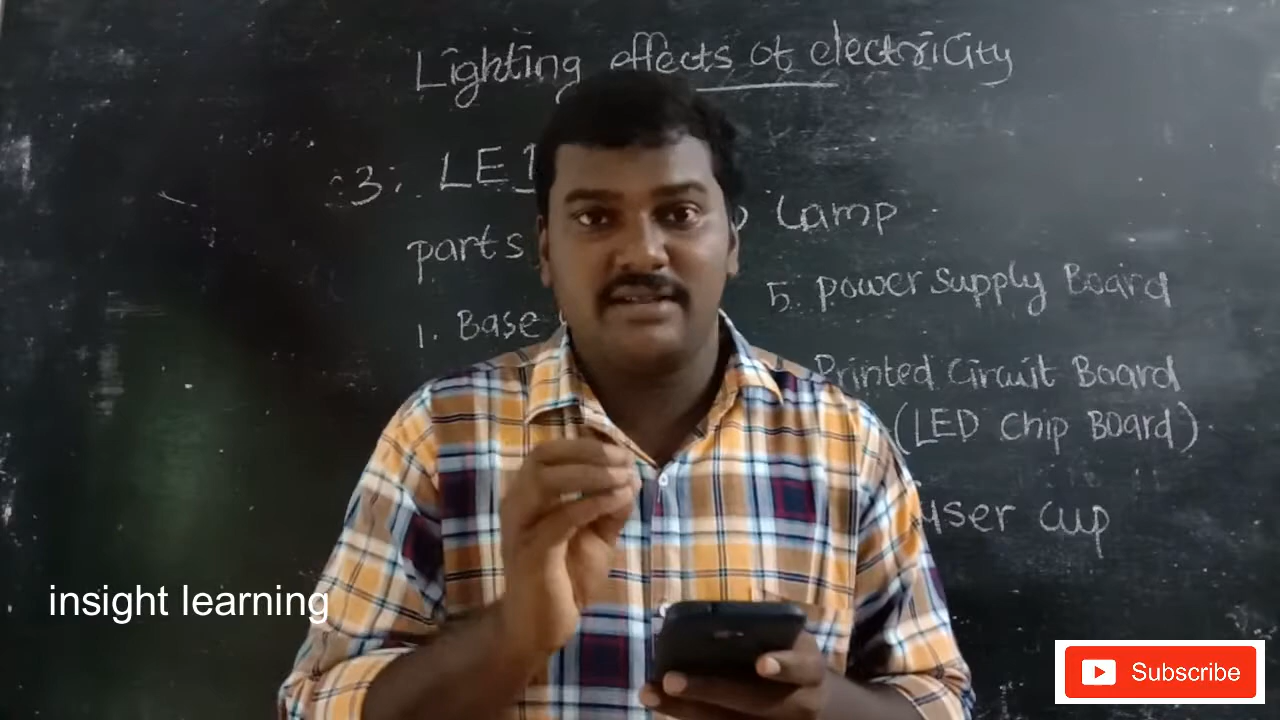 Lighting effects of electricity
3. LE
parts Lamp
1. Base
5. power supply Board
Printed Circuit Board
(LED Chip Board)
cup
insight learning
Subscribe